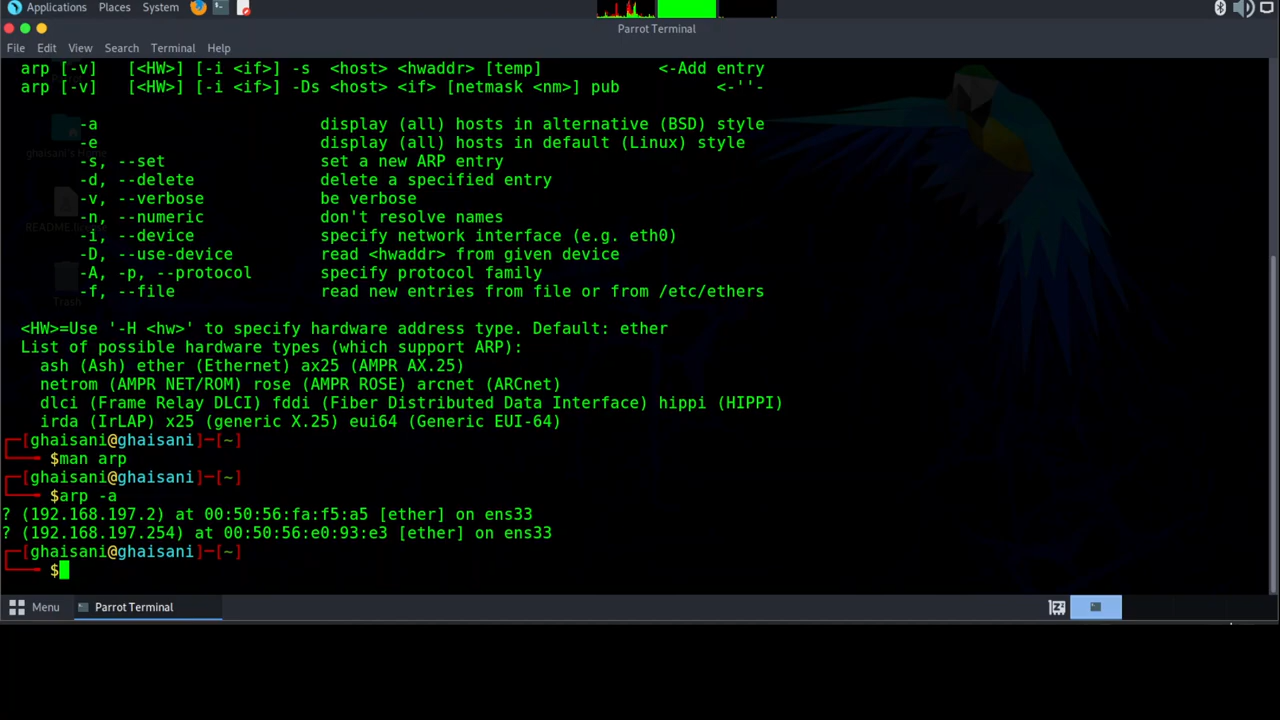 Applications Places System
Parrot Terminal
File Edit View Search Terminal Help
arp [-v] [<HW>] [-i <if>] -s <host> <hwaddr> [temp] <-Add entry
arp [-v] [<HW>] [-i <if>] -Ds <host> <if> [netmask <nm>] pub <-''-
-a display (all) hosts in alternative (BSD) style
-e display (all) hosts in default (Linux) style
-s, --set set a new ARP entry
-d, --delete delete a specified entry
-v, --verbose be verbose
-n, --numeric don't resolve names
-i, --device specify network interface (e.g. eth0)
-D, --use-device read <hwaddr> from given device
-A, -p, --protocol specify protocol family
-f, --file read new entries from file or from /etc/ethers
<HW>=Use '-H <hw>' to specify hardware address type. Default: ether
List of possible hardware types (which support ARP):
ash (Ash) ether (Ethernet) ax25 (AMPR AX.25)
netrom (AMPR NET/ROM) rose (AMPR ROSE) arcnet (ARCnet)
dlci (Frame Relay DLCI) fddi (Fiber Distributed Data Interface) hippi (HIPPI)
irda (IrLAP) x25 (generic X.25) eui64 (Generic EUI-64)
┌─[ghaisani@ghaisani]─[~]
└──╼ $man arp
┌─[ghaisani@ghaisani]─[~]
└──╼ $arp -a
? (192.168.197.2) at 00:50:56:fa:f5:a5 [ether] on ens33
? (192.168.197.254) at 00:50:56:e0:93:e3 [ether] on ens33
┌─[ghaisani@ghaisani]─[~]
└──╼ $
ghaisani's Home
README.license
Trash
Menu Parrot Terminal